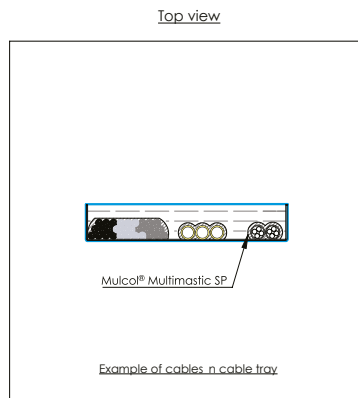 Top view
Mulcol® Multimastic SP
Example of cables n cable tray